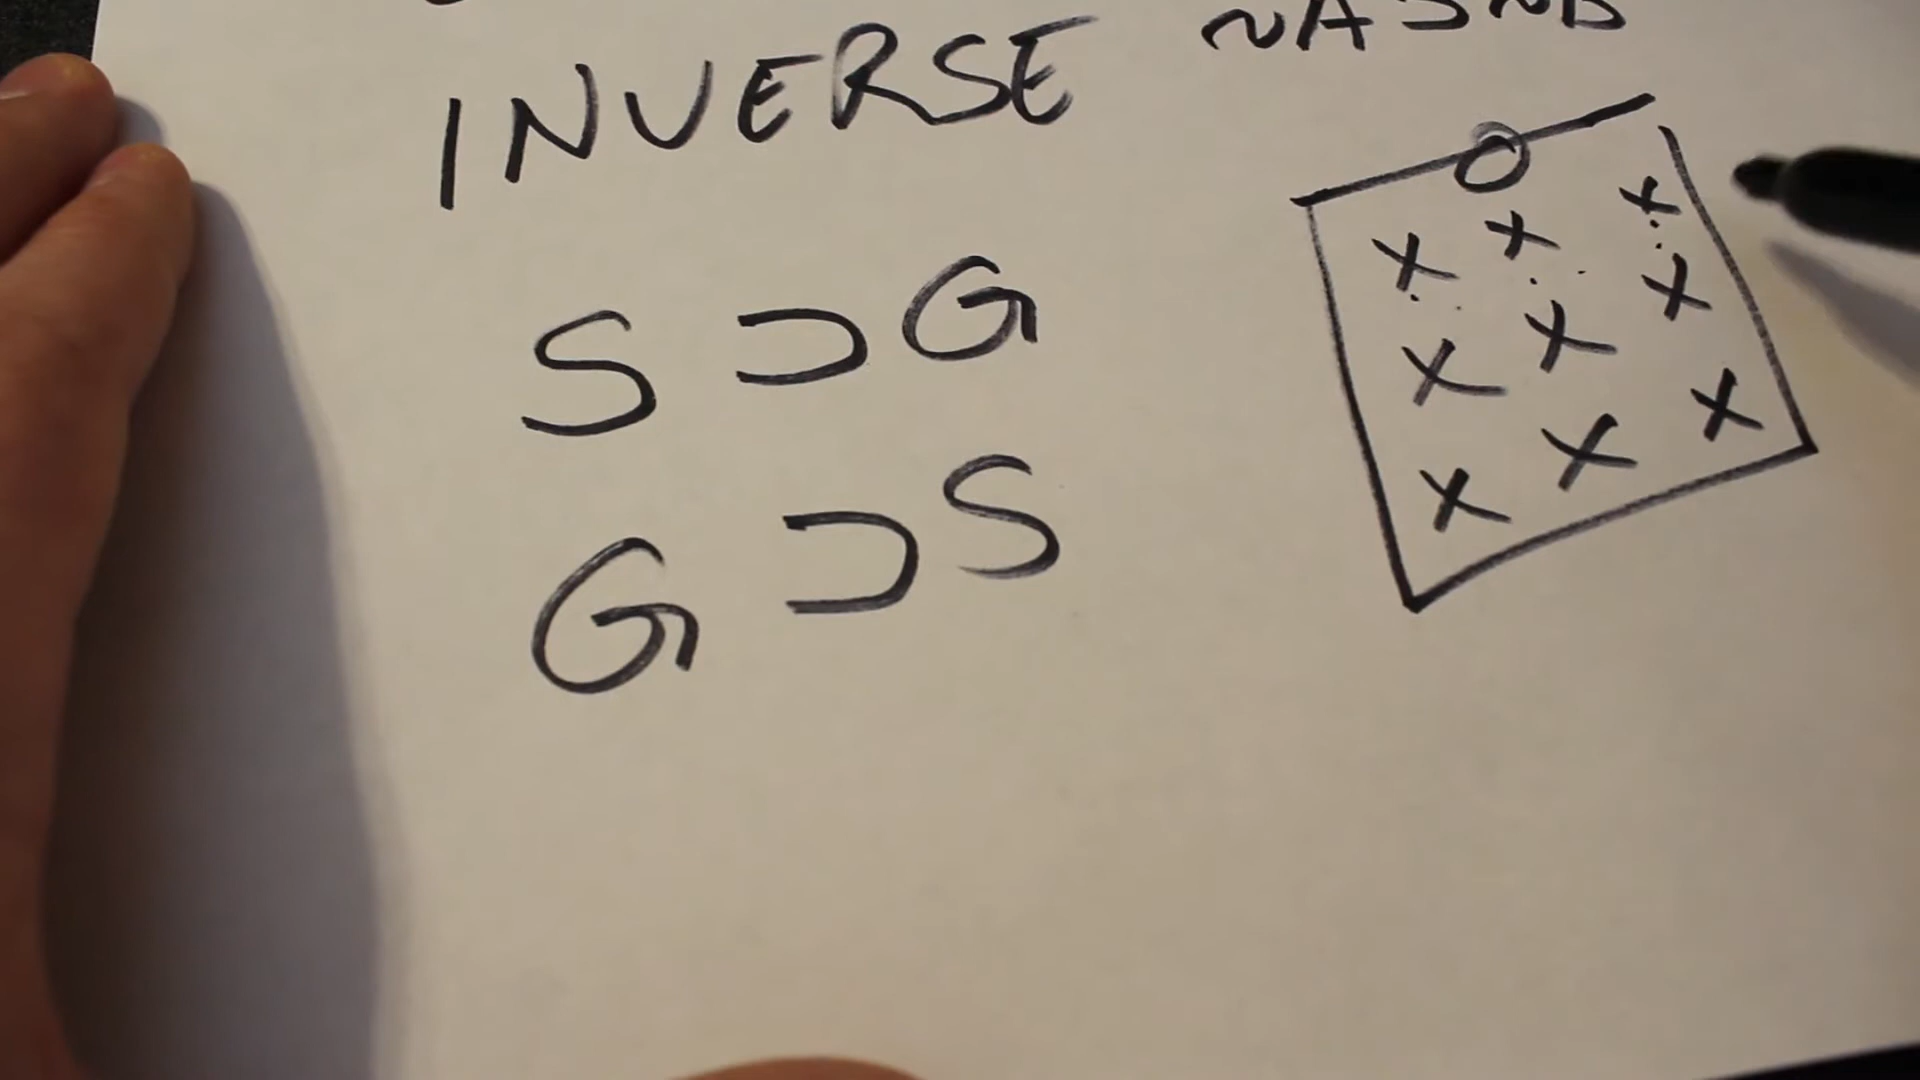 INVERSE ~A ⊃ ~B
S ⊃ G
G ⊃ S
O
X X X
X X X
X X X